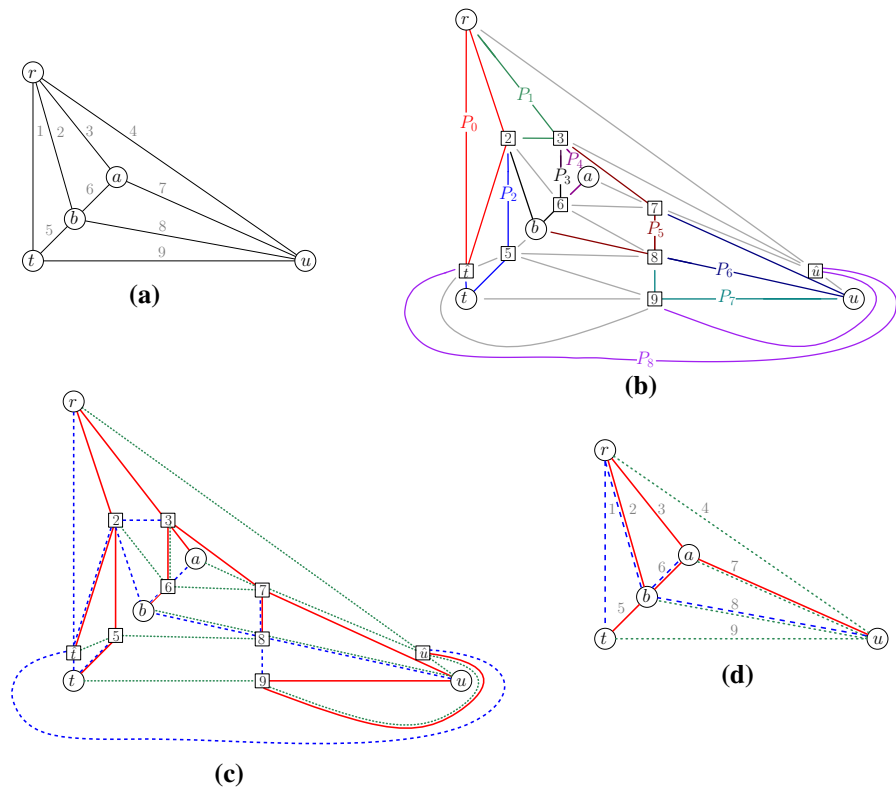 r
1
2
3
4
a
6
7
b
5
8
9
t
u
(a)
r
P₁
P₀
2
3
P₄
P₃
a
P₂
6
7
b
P₅
5
8
t̂
û
P₆
t
9
P₇
u
P₈
(b)
r
2
3
a
6
7
b
5
8
t̂
û
t
9
u
(c)
r
1
2
3
4
a
6
7
b
5
8
9
t
u
(d)